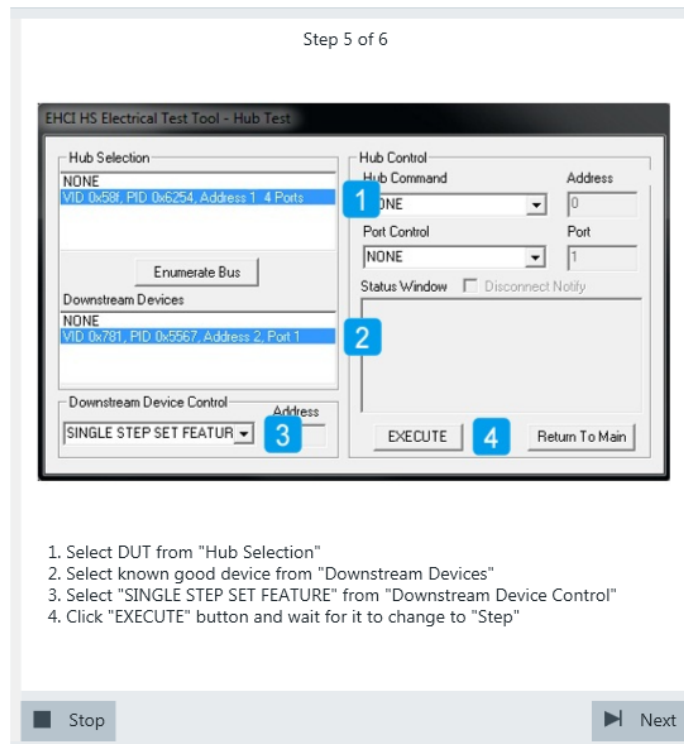 Step 5 of 6
EHCI HS Electrical Test Tool - Hub Test
Hub Selection
NONE
VID 0x58f, PID 0x6254, Address 1 4 Ports
Enumerate Bus
Downstream Devices
NONE
VID 0x781, PID 0x5567, Address 2, Port 1
Downstream Device Control
Address
SINGLE STEP SET FEATUR
3
Hub Control
Hub Command
Address
1
0
Port Control
Port
NONE
1
Status Window
Disconnect Notify
2
EXECUTE
4
Return To Main
1. Select DUT from "Hub Selection"
2. Select known good device from "Downstream Devices"
3. Select "SINGLE STEP SET FEATURE" from "Downstream Device Control"
4. Click "EXECUTE" button and wait for it to change to "Step"
Stop
Next